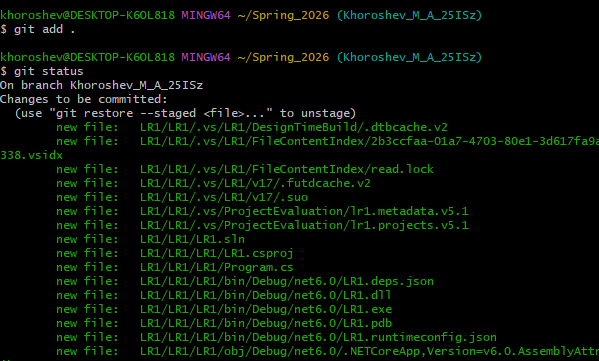 khoroshev@DESKTOP-K6OL818 MINGW64 ~/Spring_2026 (Khoroshev_M_A_25ISz)
$ git add .
khoroshev@DESKTOP-K6OL818 MINGW64 ~/Spring_2026 (Khoroshev_M_A_25ISz)
$ git status
On branch Khoroshev_M_A_25ISz
Changes to be committed:
  (use "git restore --staged <file>..." to unstage)
        new file:   LR1/LR1/.vs/LR1/DesignTimeBuild/.dtbcache.v2
        new file:   LR1/LR1/.vs/LR1/FileContentIndex/2b3ccfaa-01a7-4703-80e1-3d617fa9a
338.vsidx
        new file:   LR1/LR1/.vs/LR1/FileContentIndex/read.lock
        new file:   LR1/LR1/.vs/LR1/v17/.futdcache.v2
        new file:   LR1/LR1/.vs/LR1/v17/.suo
        new file:   LR1/LR1/.vs/ProjectEvaluation/lr1.metadata.v5.1
        new file:   LR1/LR1/.vs/ProjectEvaluation/lr1.projects.v5.1
        new file:   LR1/LR1/LR1.sln
        new file:   LR1/LR1/LR1/LR1.csproj
        new file:   LR1/LR1/LR1/Program.cs
        new file:   LR1/LR1/LR1/bin/Debug/net6.0/LR1.deps.json
        new file:   LR1/LR1/LR1/bin/Debug/net6.0/LR1.dll
        new file:   LR1/LR1/LR1/bin/Debug/net6.0/LR1.exe
        new file:   LR1/LR1/LR1/bin/Debug/net6.0/LR1.pdb
        new file:   LR1/LR1/LR1/bin/Debug/net6.0/LR1.runtimeconfig.json
        new file:   LR1/LR1/LR1/obj/Debug/net6.0/.NETCoreApp,Version=v6.0.AssemblyAttr